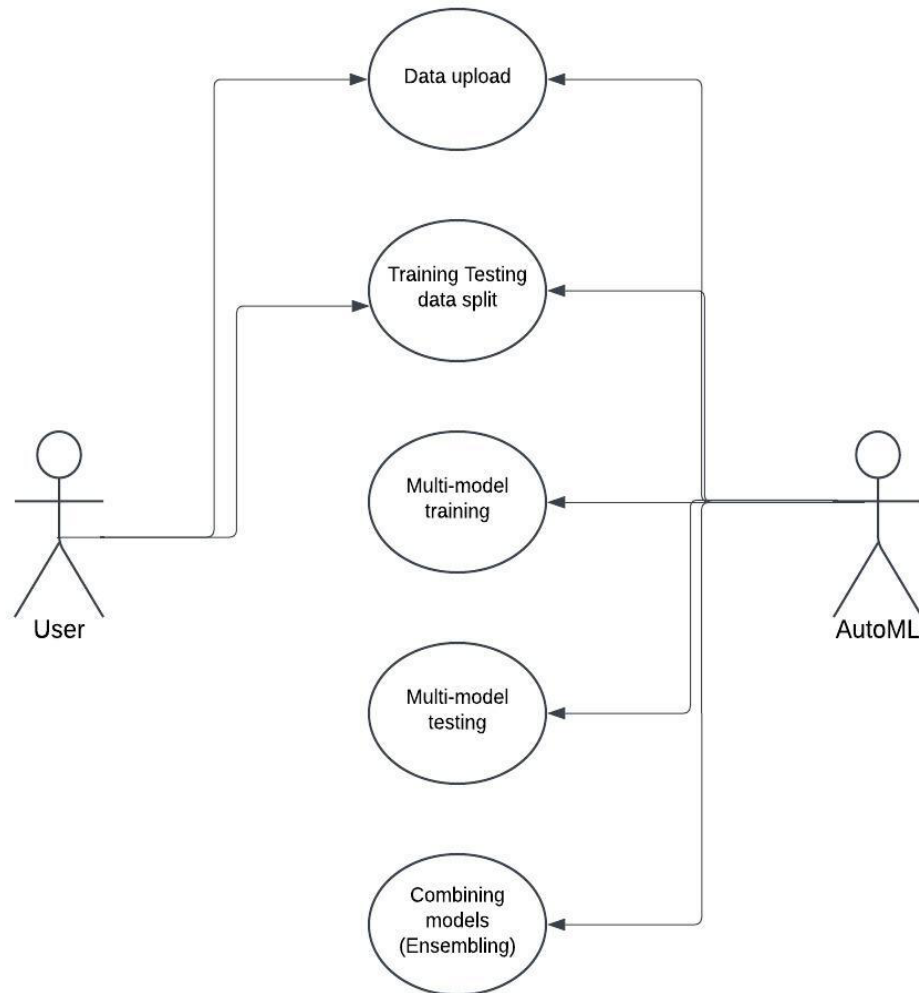 Data upload
Training Testing
data split
Multi-model
training
User
AutoML
Multi-model
testing
Combining
models
(Ensembling)